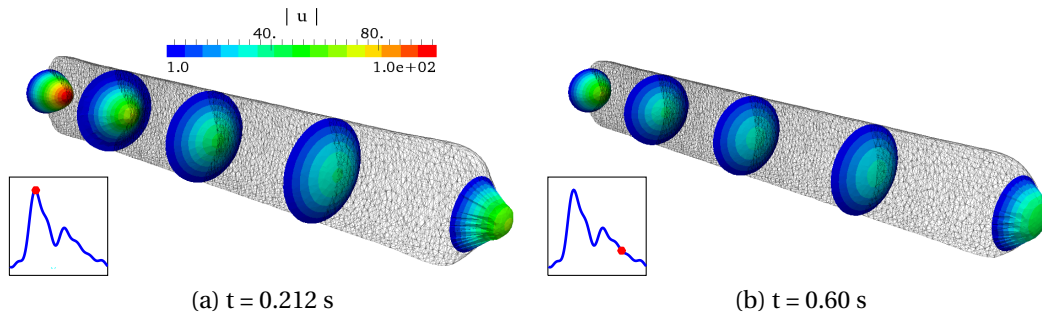 | u |
40. 80.
1.0 1.0e+02
(a) t = 0.212 s
(b) t = 0.60 s